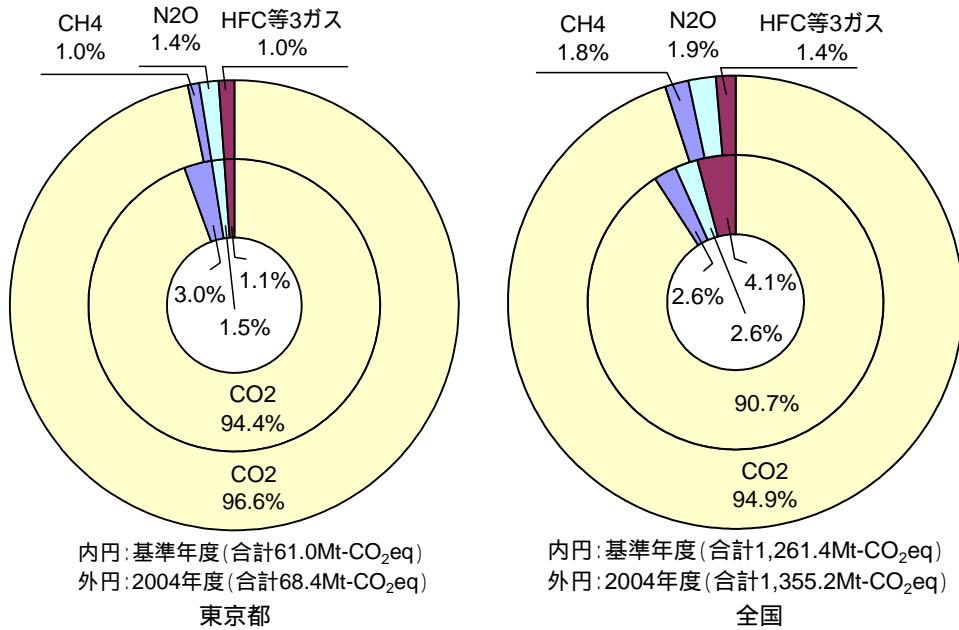 CH4
1.0%
N2O
1.4%
HFC等3ガス
1.0%
3.0%
1.1%
1.5%
CO2
94.4%
CO2
96.6%
内円:基準年度(合計61.0Mt-CO₂eq)
外円:2004年度(合計68.4Mt-CO₂eq)
東京都
CH4
1.8%
N2O
1.9%
HFC等3ガス
1.4%
2.6%
4.1%
2.6%
90.7%
CO2
94.9%
内円:基準年度(合計1,261.4Mt-CO₂eq)
外円:2004年度(合計1,355.2Mt-CO₂eq)
全国